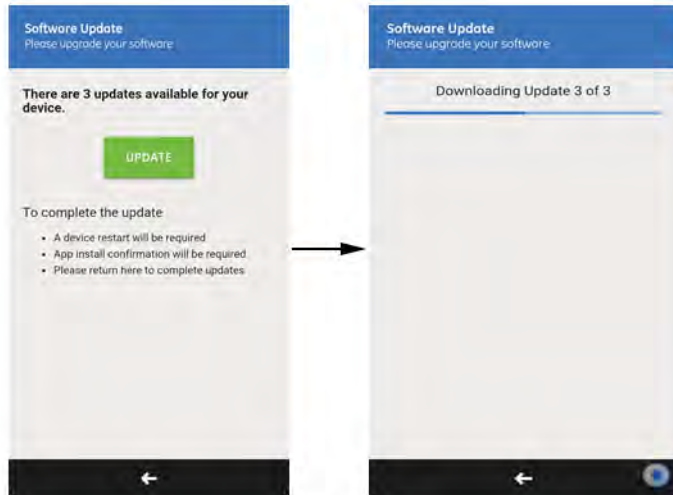 Software Update
Please upgrade your software
There are 3 updates available for your
device.
UPDATE
To complete the update
• A device restart will be required
• App install confirmation will be required
• Please return here to complete updates
Software Update
Please upgrade your software
Downloading Update 3 of 3